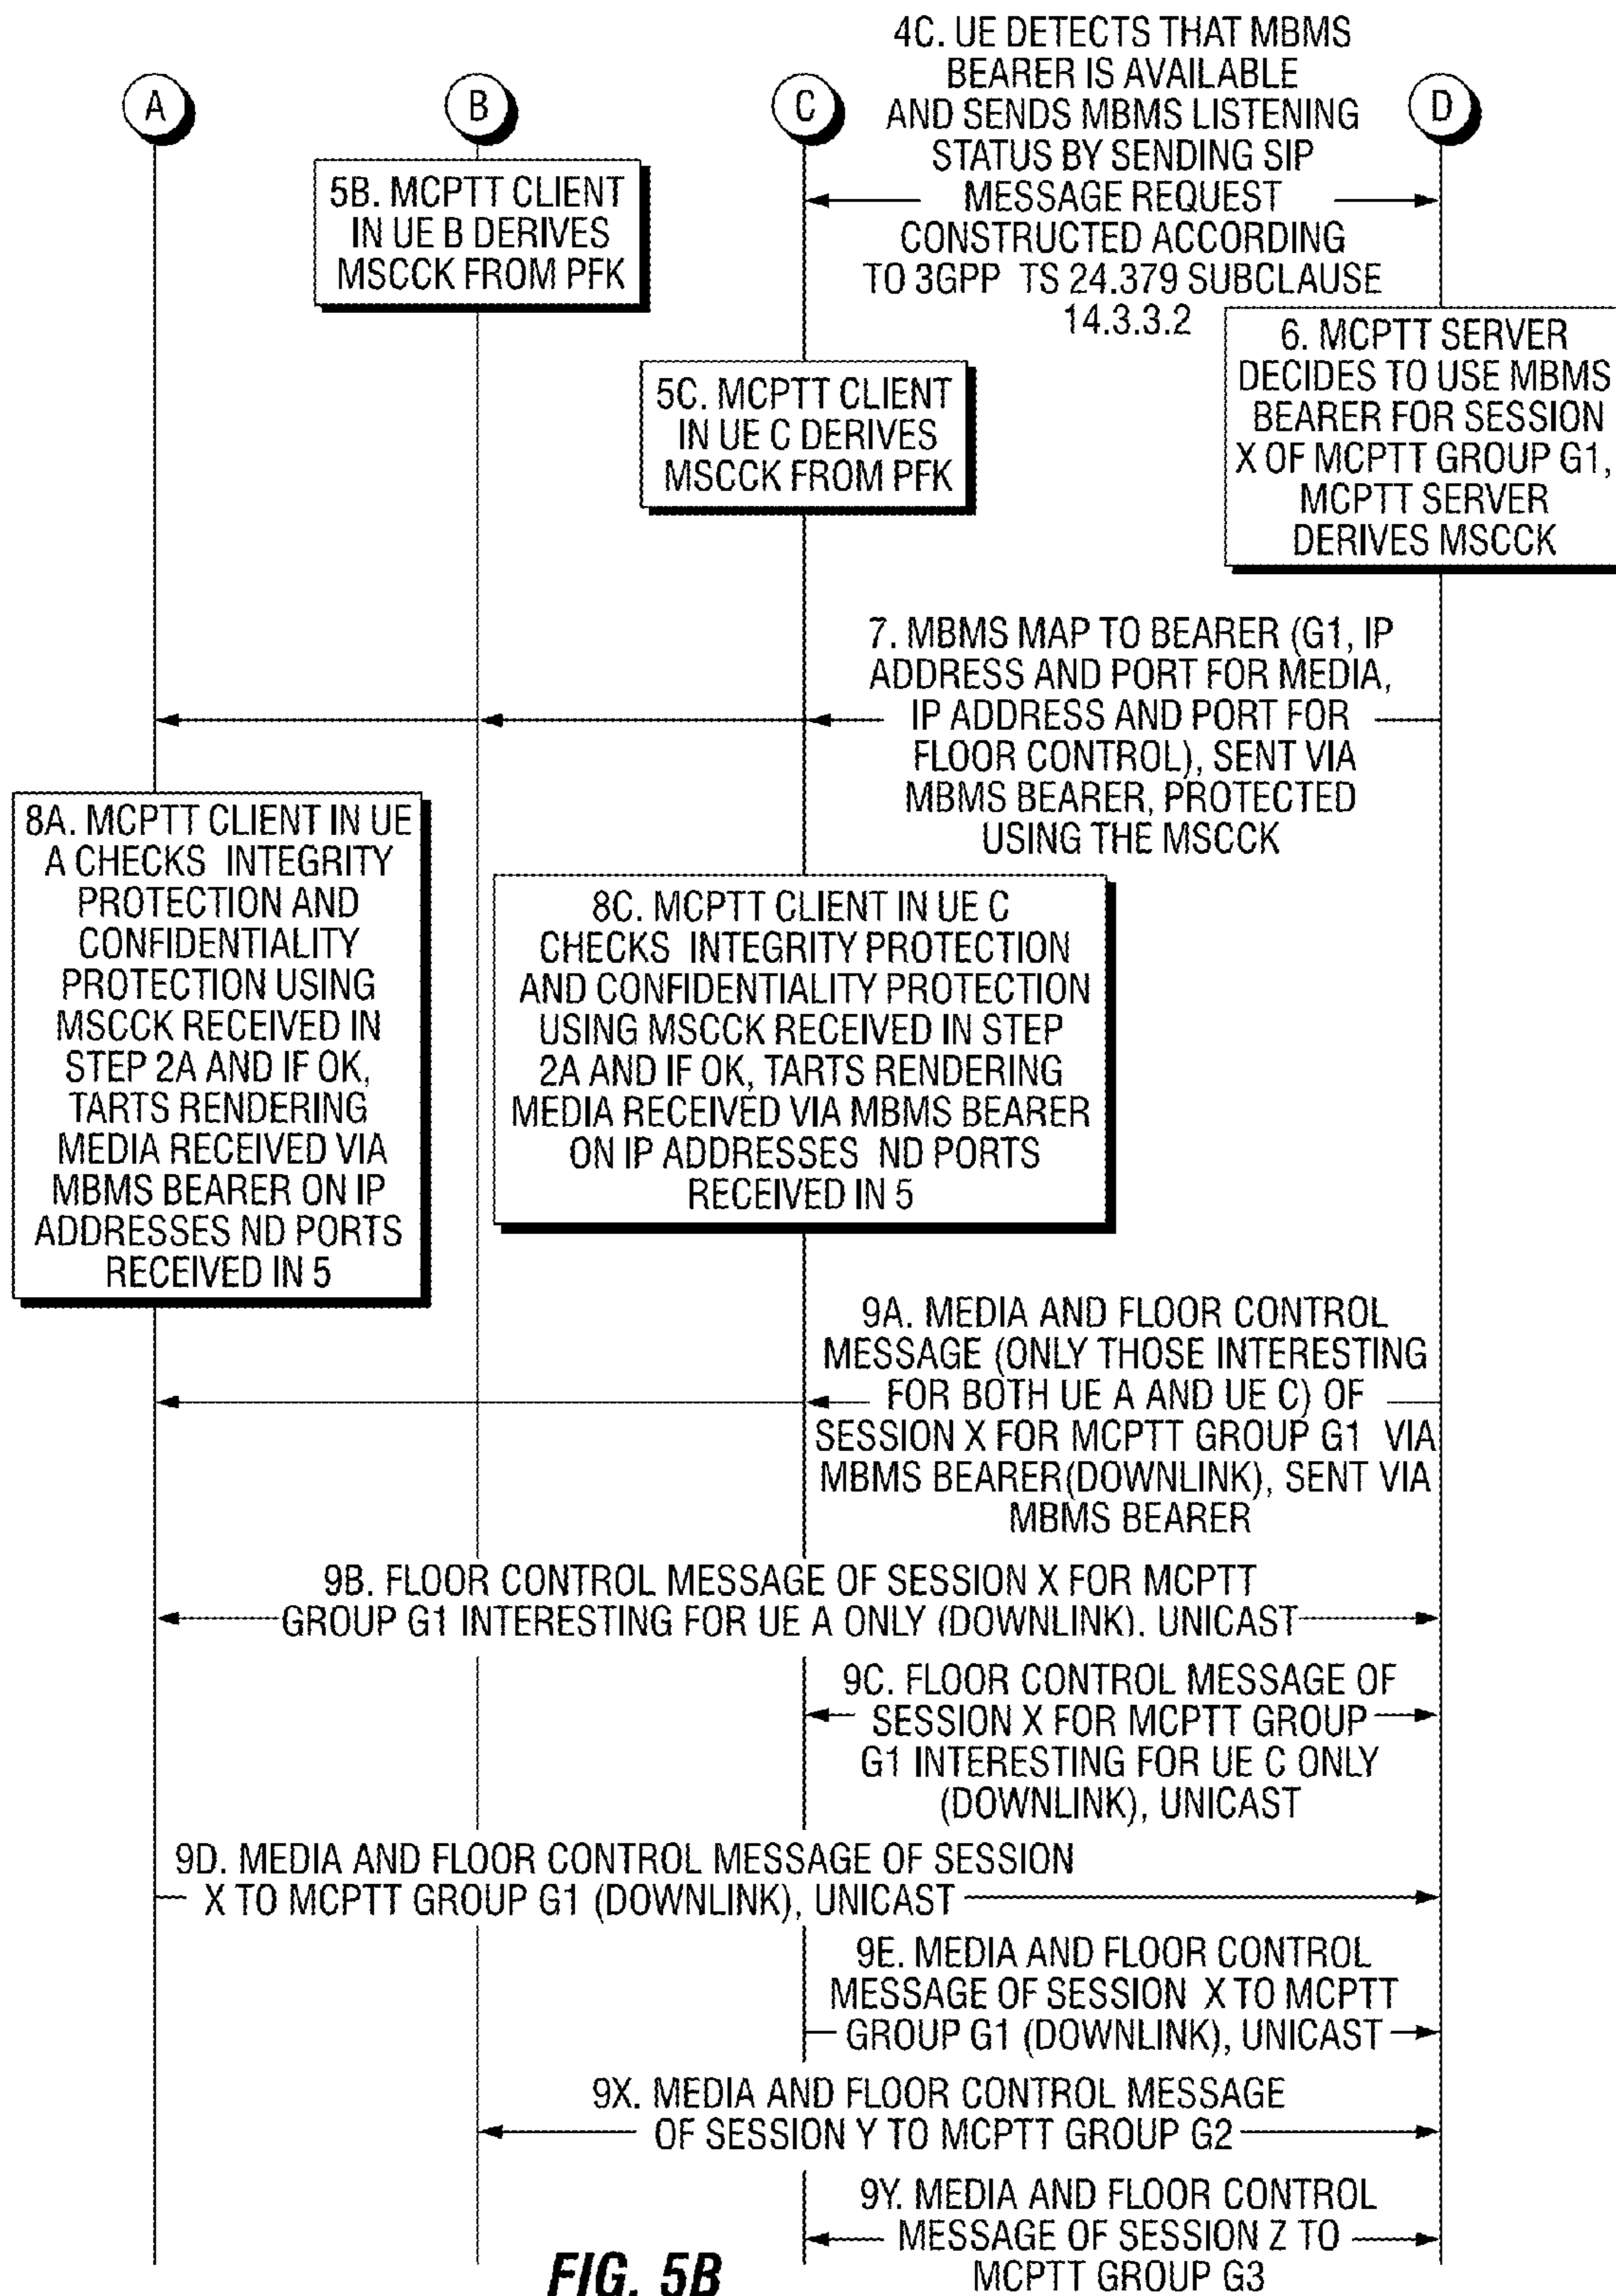 4C. UE DETECTS THAT MBMS
BEARER IS AVAILABLE
AND SENDS MBMS LISTENING
STATUS BY SENDING SIP
MESSAGE REQUEST
CONSTRUCTED ACCORDING
TO 3GPP TS 24.379 SUBCLAUSE
14.3.3.2
A
B
C
D
5B. MCPTT CLIENT
IN UE B DERIVES
MSCCK FROM PFK
5C. MCPTT CLIENT
IN UE C DERIVES
MSCCK FROM PFK
6. MCPTT SERVER
DECIDES TO USE MBMS
BEARER FOR SESSION
X OF MCPTT GROUP G1,
MCPTT SERVER
DERIVES MSCCK
7. MBMS MAP TO BEARER (G1, IP
ADDRESS AND PORT FOR MEDIA,
IP ADDRESS AND PORT FOR
FLOOR CONTROL), SENT VIA
MBMS BEARER, PROTECTED
USING THE MSCCK
8A. MCPTT CLIENT IN UE
A CHECKS INTEGRITY
PROTECTION AND
CONFIDENTIALITY
PROTECTION USING
MSCCK RECEIVED IN
STEP 2A AND IF OK,
TARTS RENDERING
MEDIA RECEIVED VIA
MBMS BEARER ON IP
ADDRESSES ND PORTS
RECEIVED IN 5
8C. MCPTT CLIENT IN UE C
CHECKS INTEGRITY PROTECTION
AND CONFIDENTIALITY PROTECTION
USING MSCCK RECEIVED IN STEP
2A AND IF OK, TARTS RENDERING
MEDIA RECEIVED VIA MBMS BEARER
ON IP ADDRESSES ND PORTS
RECEIVED IN 5
9A. MEDIA AND FLOOR CONTROL
MESSAGE (ONLY THOSE INTERESTING
FOR BOTH UE A AND UE C) OF
SESSION X FOR MCPTT GROUP G1 VIA
MBMS BEARER(DOWNLINK), SENT VIA
MBMS BEARER
9B. FLOOR CONTROL MESSAGE OF SESSION X FOR MCPTT
GROUP G1 INTERESTING FOR UE A ONLY (DOWNLINK). UNICAST
9C. FLOOR CONTROL MESSAGE OF
SESSION X FOR MCPTT GROUP
G1 INTERESTING FOR UE C ONLY
(DOWNLINK), UNICAST
9D. MEDIA AND FLOOR CONTROL MESSAGE OF SESSION
X TO MCPTT GROUP G1 (DOWNLINK), UNICAST
9E. MEDIA AND FLOOR CONTROL
MESSAGE OF SESSION X TO MCPTT
GROUP G1 (DOWNLINK), UNICAST
9X. MEDIA AND FLOOR CONTROL MESSAGE
OF SESSION Y TO MCPTT GROUP G2
9Y. MEDIA AND FLOOR CONTROL
MESSAGE OF SESSION Z TO
MCPTT GROUP G3
FIG. 5B